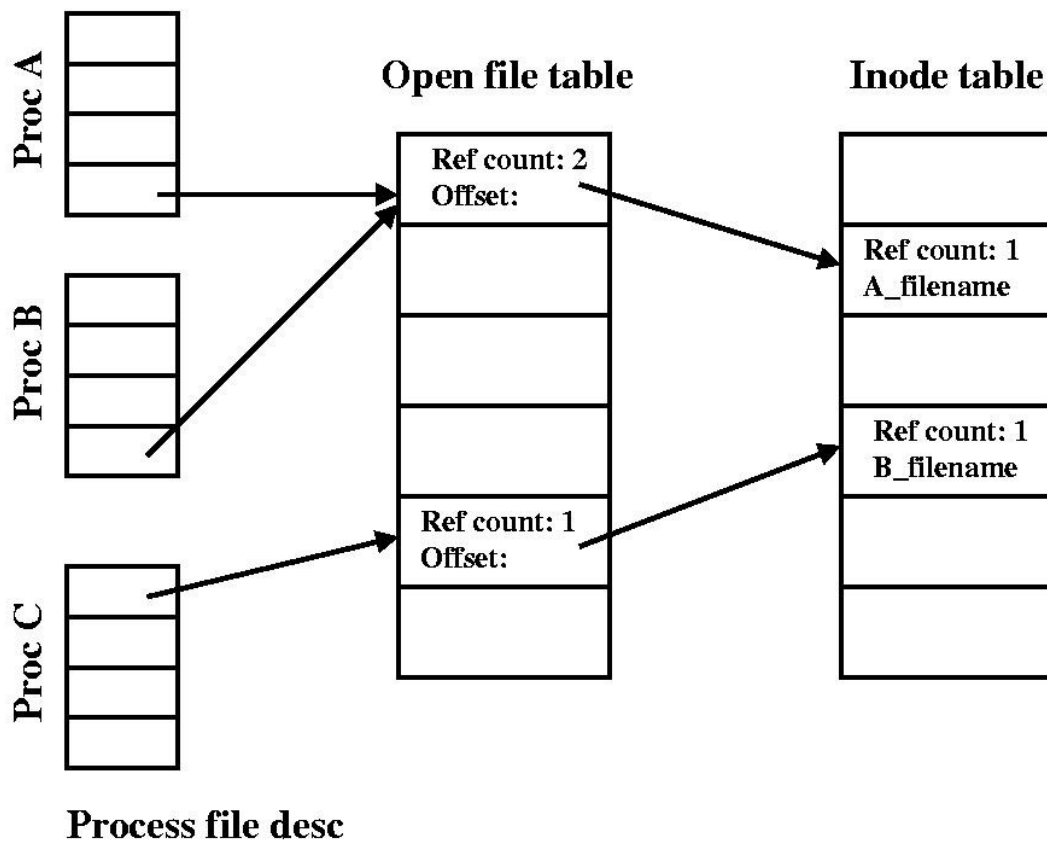 Proc A
Open file table
Inode table
Ref count: 2
Offset:
Ref count: 1
A_filename
Proc B
Ref count: 1
B_filename
Ref count: 1
Offset:
Proc C
Process file desc